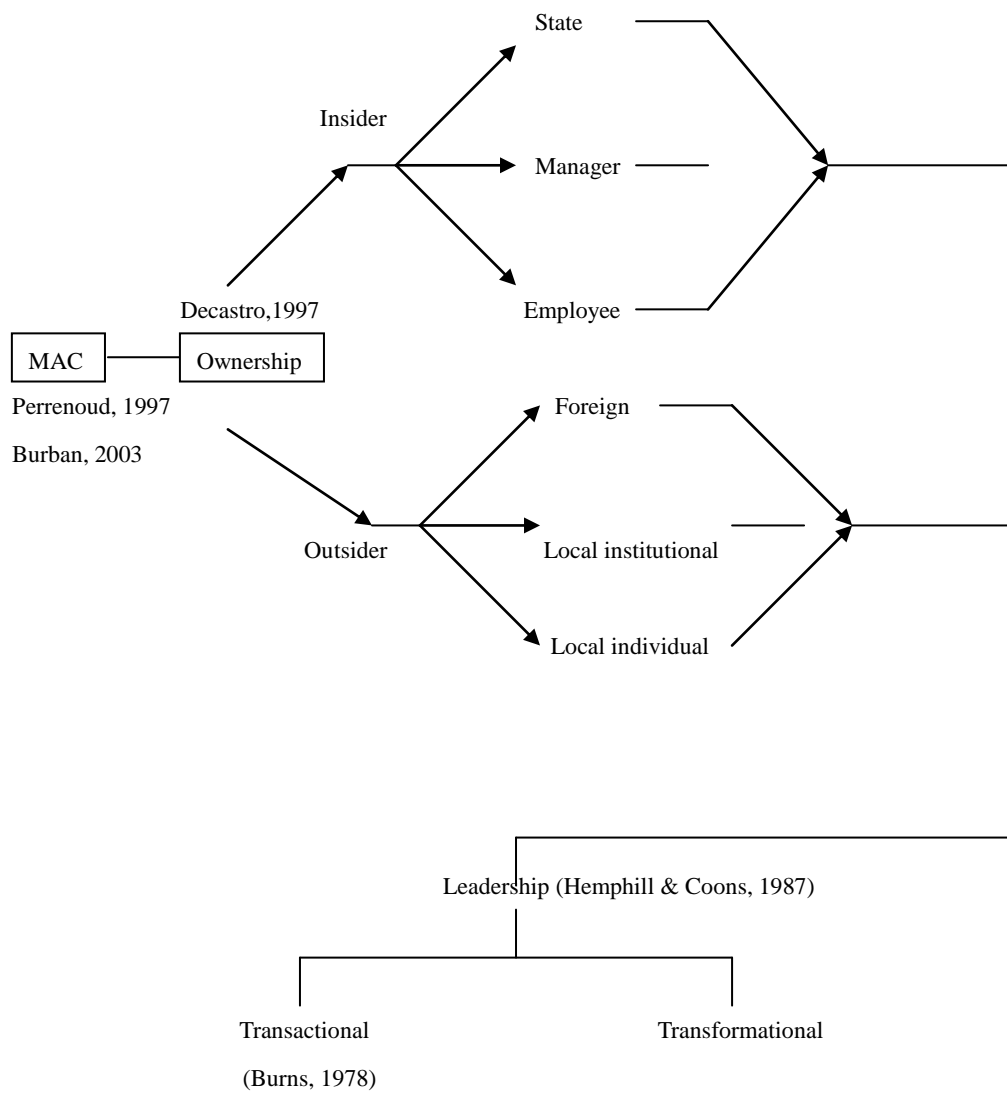 State
Insider
Manager
Decastro,1997
Employee
MAC
Ownership
Perrenoud, 1997
Foreign
Burban, 2003
Outsider
Local institutional
Local individual
Leadership (Hemphill & Coons, 1987)
Transactional
Transformational
(Burns, 1978)